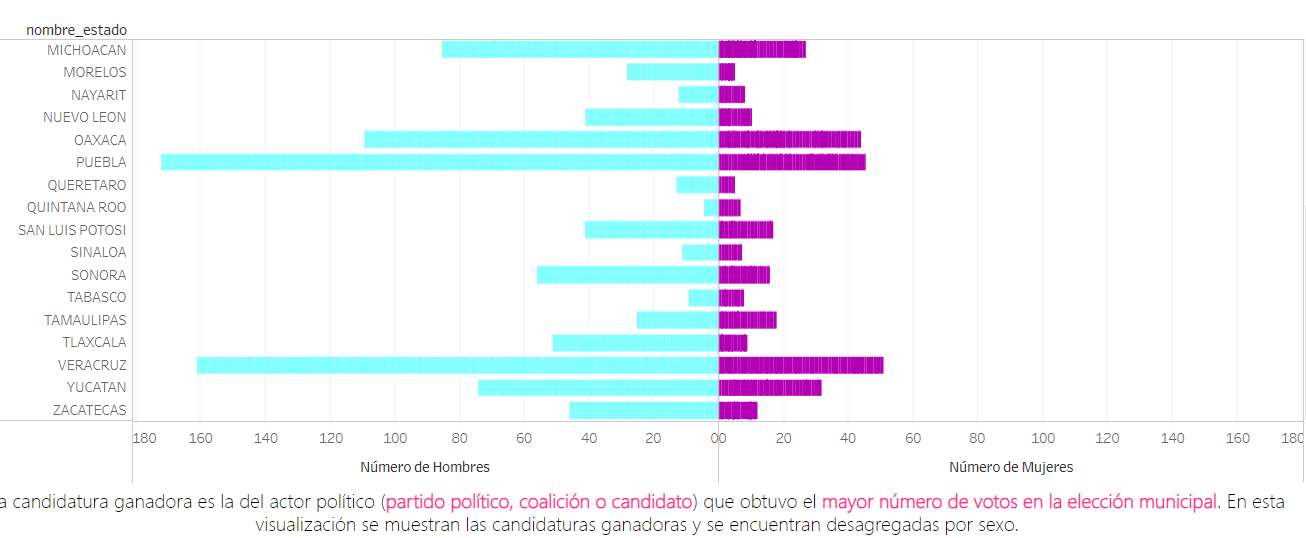 nombre_estado
MICHOACAN
MORELOS
NAYARIT
NUEVO LEON
OAXACA
PUEBLA
QUERETARO
QUINTANA ROO
SAN LUIS POTOSI
SINALOA
SONORA
TABASCO
TAMAULIPAS
TLAXCALA
VERACRUZ
YUCATAN
ZACATECAS
180 160 140 120 100 80 60 40 20 00 20 40 60 80 100 120 140 160 180
Número de Hombres Número de Mujeres
a candidatura ganadora es la del actor político (partido político, coalición o candidato) que obtuvo el mayor número de votos en la elección municipal. En esta
visualización se muestran las candidaturas ganadoras y se encuentran desagregadas por sexo.